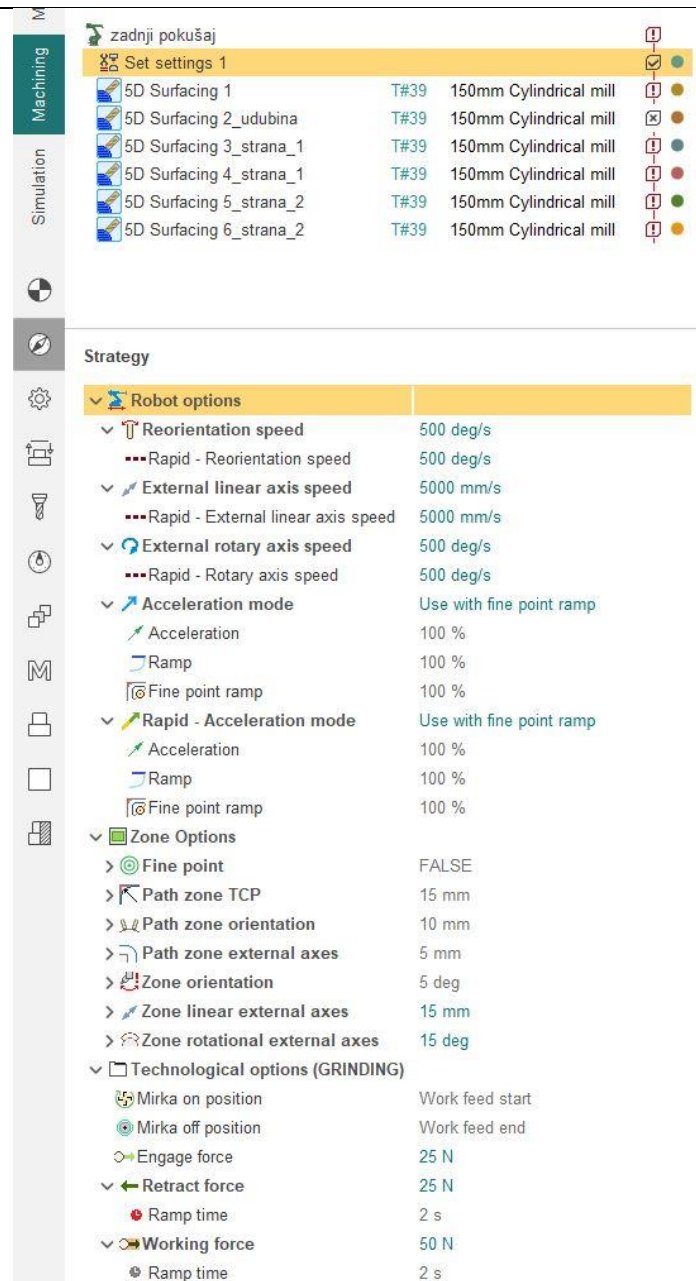 M
Machining
Simulation
zadnji pokušaj
Set settings 1
5D Surfacing 1 T#39 150mm Cylindrical mill
5D Surfacing 2_udubina T#39 150mm Cylindrical mill
5D Surfacing 3_strana_1 T#39 150mm Cylindrical mill
5D Surfacing 4_strana_1 T#39 150mm Cylindrical mill
5D Surfacing 5_strana_2 T#39 150mm Cylindrical mill
5D Surfacing 6_strana_2 T#39 150mm Cylindrical mill
Strategy
Robot options
Reorientation speed 500 deg/s
Rapid - Reorientation speed 500 deg/s
External linear axis speed 5000 mm/s
Rapid - External linear axis speed 5000 mm/s
External rotary axis speed 500 deg/s
Rapid - Rotary axis speed 500 deg/s
Acceleration mode Use with fine point ramp
Acceleration 100 %
Ramp 100 %
Fine point ramp 100 %
Rapid - Acceleration mode Use with fine point ramp
Acceleration 100 %
Ramp 100 %
Fine point ramp 100 %
Zone Options
Fine point FALSE
Path zone TCP 15 mm
Path zone orientation 10 mm
Path zone external axes 5 mm
Zone orientation 5 deg
Zone linear external axes 15 mm
Zone rotational external axes 15 deg
Technological options (GRINDING)
Mirka on position Work feed start
Mirka off position Work feed end
Engage force 25 N
Retract force 25 N
Ramp time 2 s
Working force 50 N
Ramp time 2 s